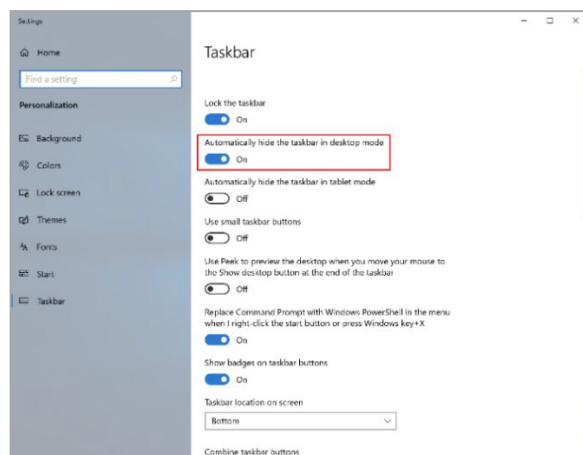 Settings
Home
Find a setting
Personalization
Background
Colors
Lock screen
Themes
Fonts
Start
Taskbar
Taskbar
Lock the taskbar
On
Automatically hide the taskbar in desktop mode
On
Automatically hide the taskbar in tablet mode
Off
Use small taskbar buttons
Off
Use Peek to preview the desktop when you move your mouse to
the Show desktop button at the end of the taskbar
Off
Replace Command Prompt with Windows PowerShell in the menu
when I right-click the start button or press Windows key+X
On
Show badges on taskbar buttons
On
Taskbar location on screen
Bottom
Combine taskbar buttons